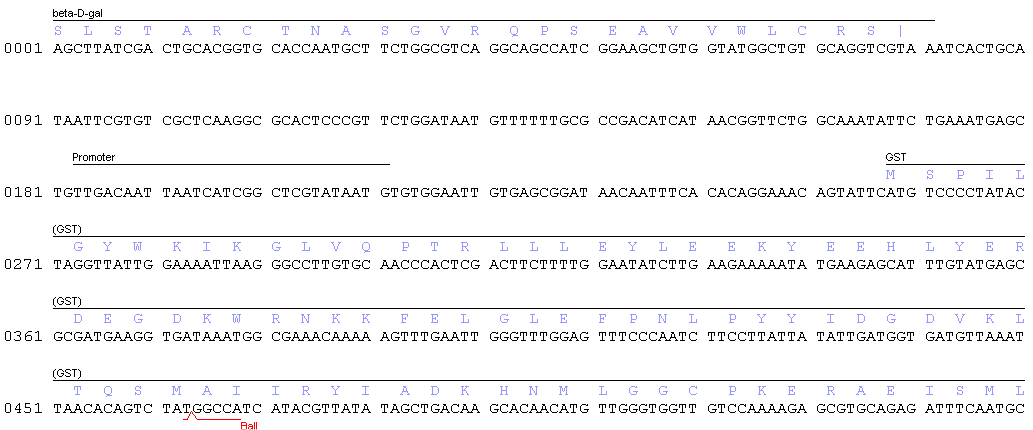 beta-D-gal
S L S T A R C T N A S G V R Q P S E A V V W L C R S |
0001 AGCTTATCGA CTGCACGGTG CACCAATGCT TCTGGCGTCA GGCAGCCATC GGAAGCTGTG GTATGGCTGT GCAGGTCGTA AATCACTGCA
0091 TAATTCGTGT CGCTCAAGGC GCACTCCCGT TCTGGATAAT GTTTTTTGCG CCGACATCAT AACGGTTCTG GCAAATATTC TGAAATGAGC
Promoter GST
M S P I L
0181 TGTTGACAAT TAATCATCGG CTCGTATAAT GTGTGGAATT GTGAGCGGAT AACAATTTCA CACAGGAAAC AGTATTCATG TCCCCTATAC
(GST)
G Y W K I K G L V Q P T R L L L E Y L E E K Y E E H L Y E R
0271 TAGGTTATTG GAAAATTAAG GGCCTTGTGC AACCCACTCG ACTTCTTTTG GAATATCTTG AAGAAAAATA TGAAGAGCAT TTGTATGAGC
(GST)
D E G D K W R N K K F E L G L E F P N L P Y Y I D G D V K L
0361 GCGATGAAGG TGATAAATGG CGAAACAAAA AGTTTGAATT GGGTTTGGAG TTTCCCAATC TTCCTTATTA TATTGATGGT GATGTTAAAT
(GST)
T Q S M A I I R Y I A D K H N M L G G C P K E R A E I S M L
0451 TAACACAGTC TATGGCCATC ATACGTTATA TAGCTGACAA GCACAACATG TTGGGTGGTT GTCCAAAAGA GCGTGCAGAG ATTTCAATGC
BalI